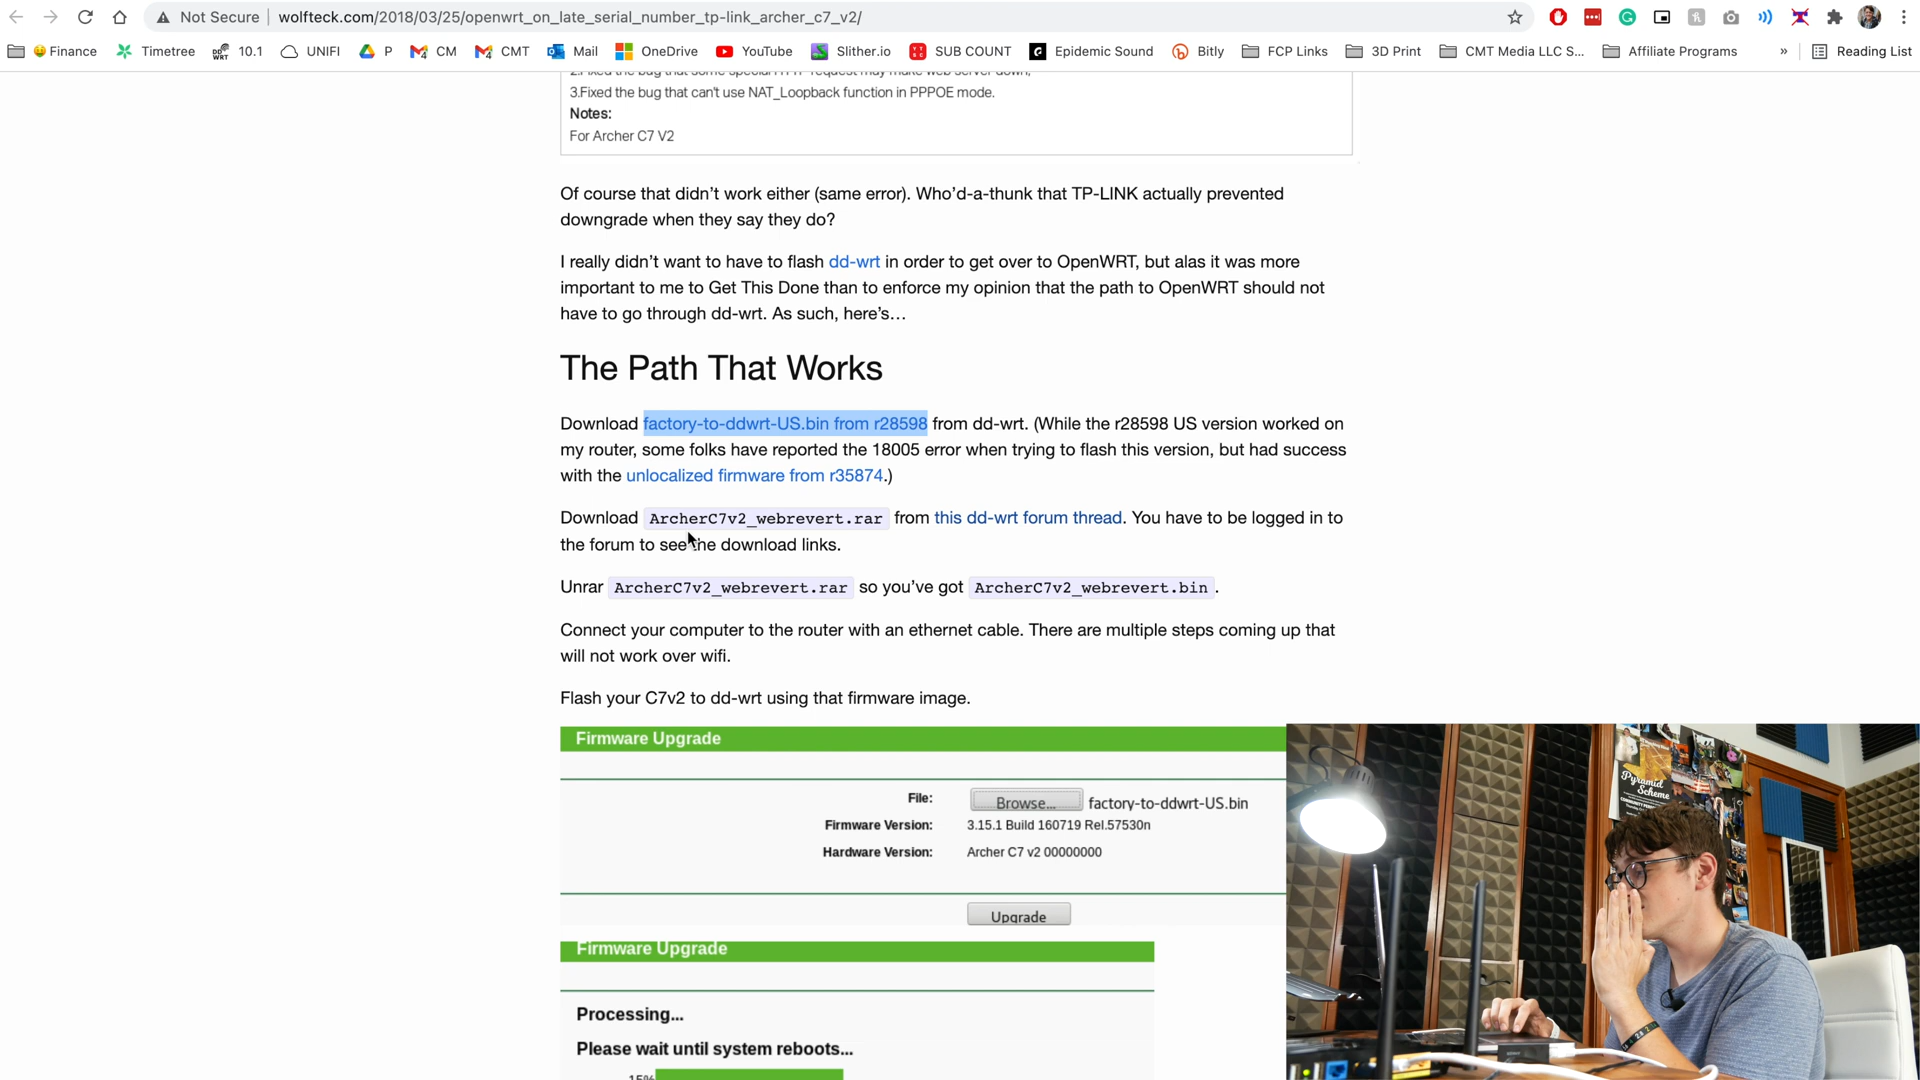 Not Secure wolfteck.com/2018/03/25/openwrt_on_late_serial_number_tp-link_archer_c7_v2/
Finance Timetree DD WRT 10.1 UNIFI P CM CMT Mail OneDrive YouTube Slither.io SUB COUNT Epidemic Sound Bitly FCP Links 3D Print CMT Media LLC S... Affiliate Programs » Reading List
3.Fixed the bug that can't use NAT_Loopback function in PPPOE mode.
Notes:
For Archer C7 V2
Of course that didn't work either (same error). Who'd-a-thunk that TP-LINK actually prevented
downgrade when they say they do?
I really didn't want to have to flash dd-wrt in order to get over to OpenWRT, but alas it was more
important to me to Get This Done than to enforce my opinion that the path to OpenWRT should not
have to go through dd-wrt. As such, here's...
The Path That Works
Download factory-to-ddwrt-US.bin from r28598 from dd-wrt. (While the r28598 US version worked on
my router, some folks have reported the 18005 error when trying to flash this version, but had success
with the unlocalized firmware from r35874.)
Download ArcherC7v2_webrevert.rar from this dd-wrt forum thread. You have to be logged in to
the forum to see the download links.
Unrar ArcherC7v2_webrevert.rar so you've got ArcherC7v2_webrevert.bin.
Connect your computer to the router with an ethernet cable. There are multiple steps coming up that
will not work over wifi.
Flash your C7v2 to dd-wrt using that firmware image.
Firmware Upgrade
File: Browse... factory-to-ddwrt-US.bin
Firmware Version: 3.15.1 Build 160719 Rel.57530n
Hardware Version: Archer C7 v2 00000000
Upgrade
Firmware Upgrade
Processing...
Please wait until system reboots...
15%
Pyramid
Scheme